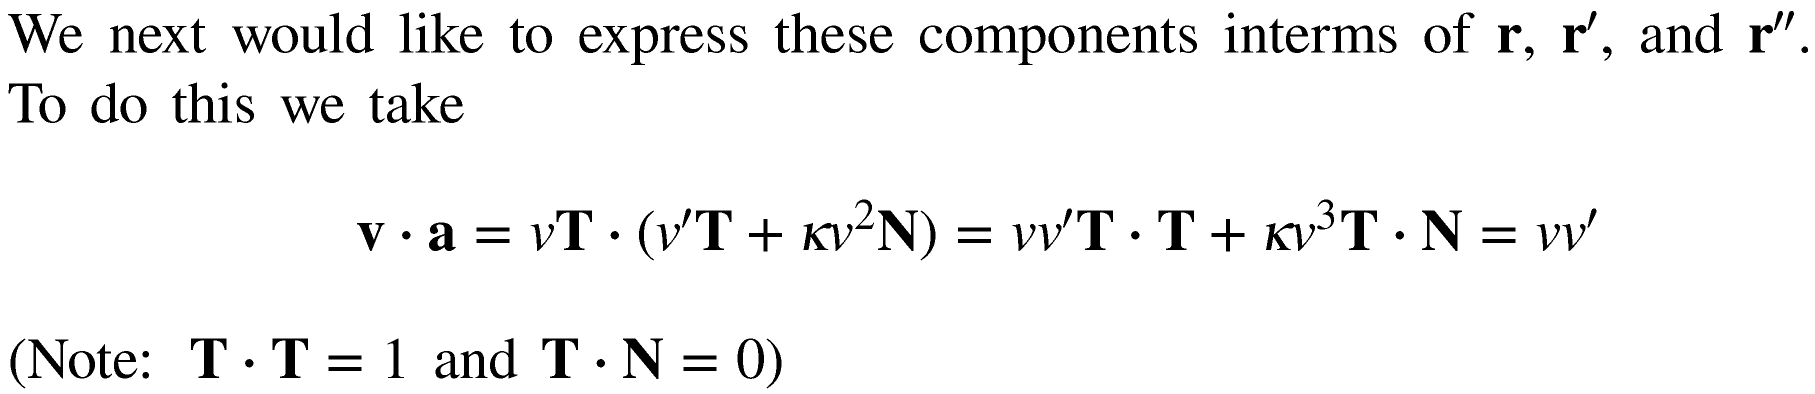 We next would like to express these components interms of r, r′, and r″.
To do this we take
v · a = vT · (v′T + κv²N) = vv′T · T + κv³T · N = vv′
(Note: T · T = 1 and T · N = 0)